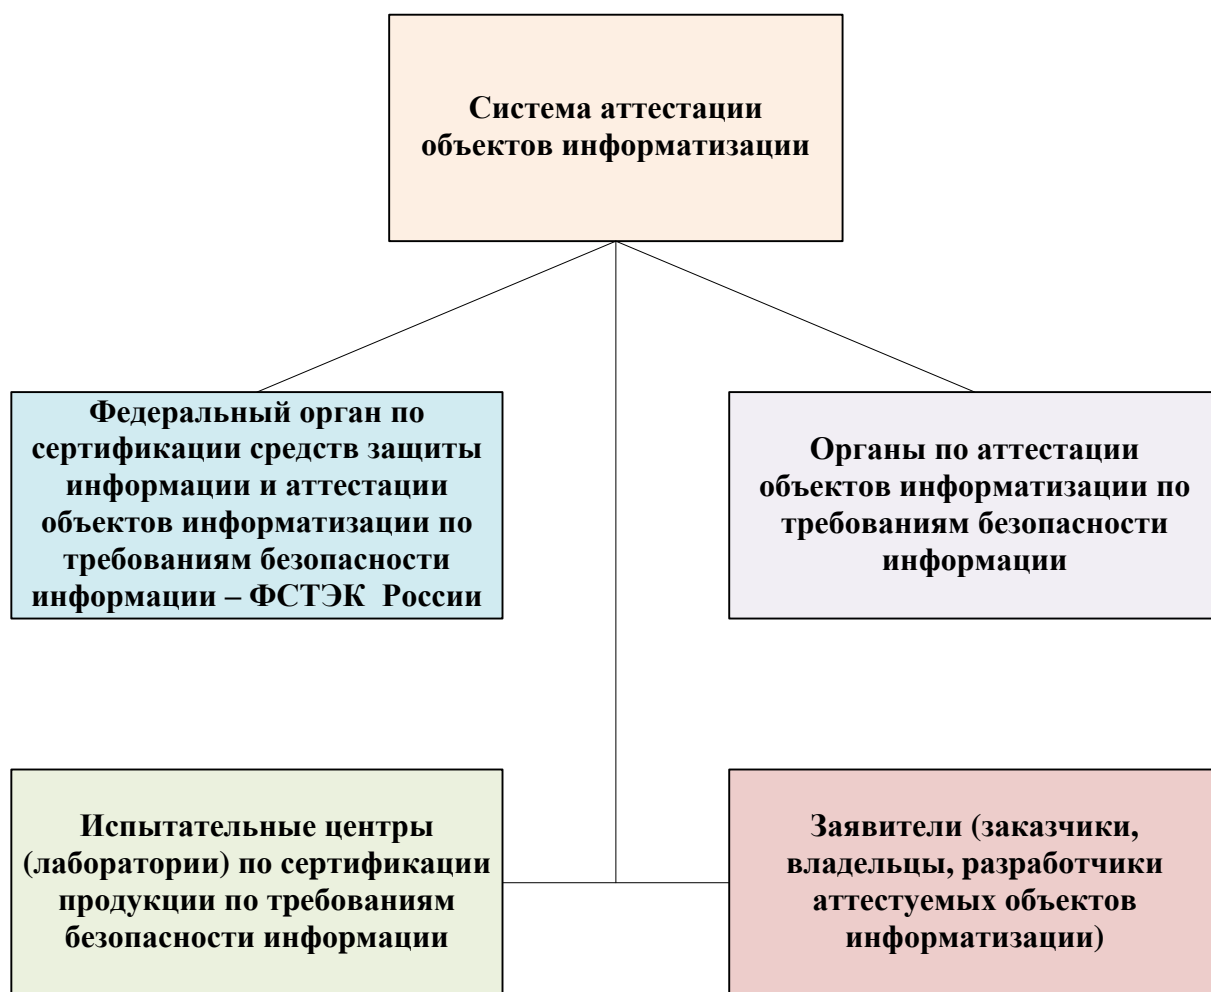 Система аттестации
объектов информатизации
Федеральный орган по
сертификации средств защиты
информации и аттестации
объектов информатизации по
требованиям безопасности
информации – ФСТЭК  России
Органы по аттестации
объектов информатизации по
требованиям безопасности
информации
Испытательные центры
(лаборатории) по сертификации
продукции по требованиям
безопасности информации
Заявители (заказчики,
владельцы, разработчики
аттестуемых объектов
информатизации)